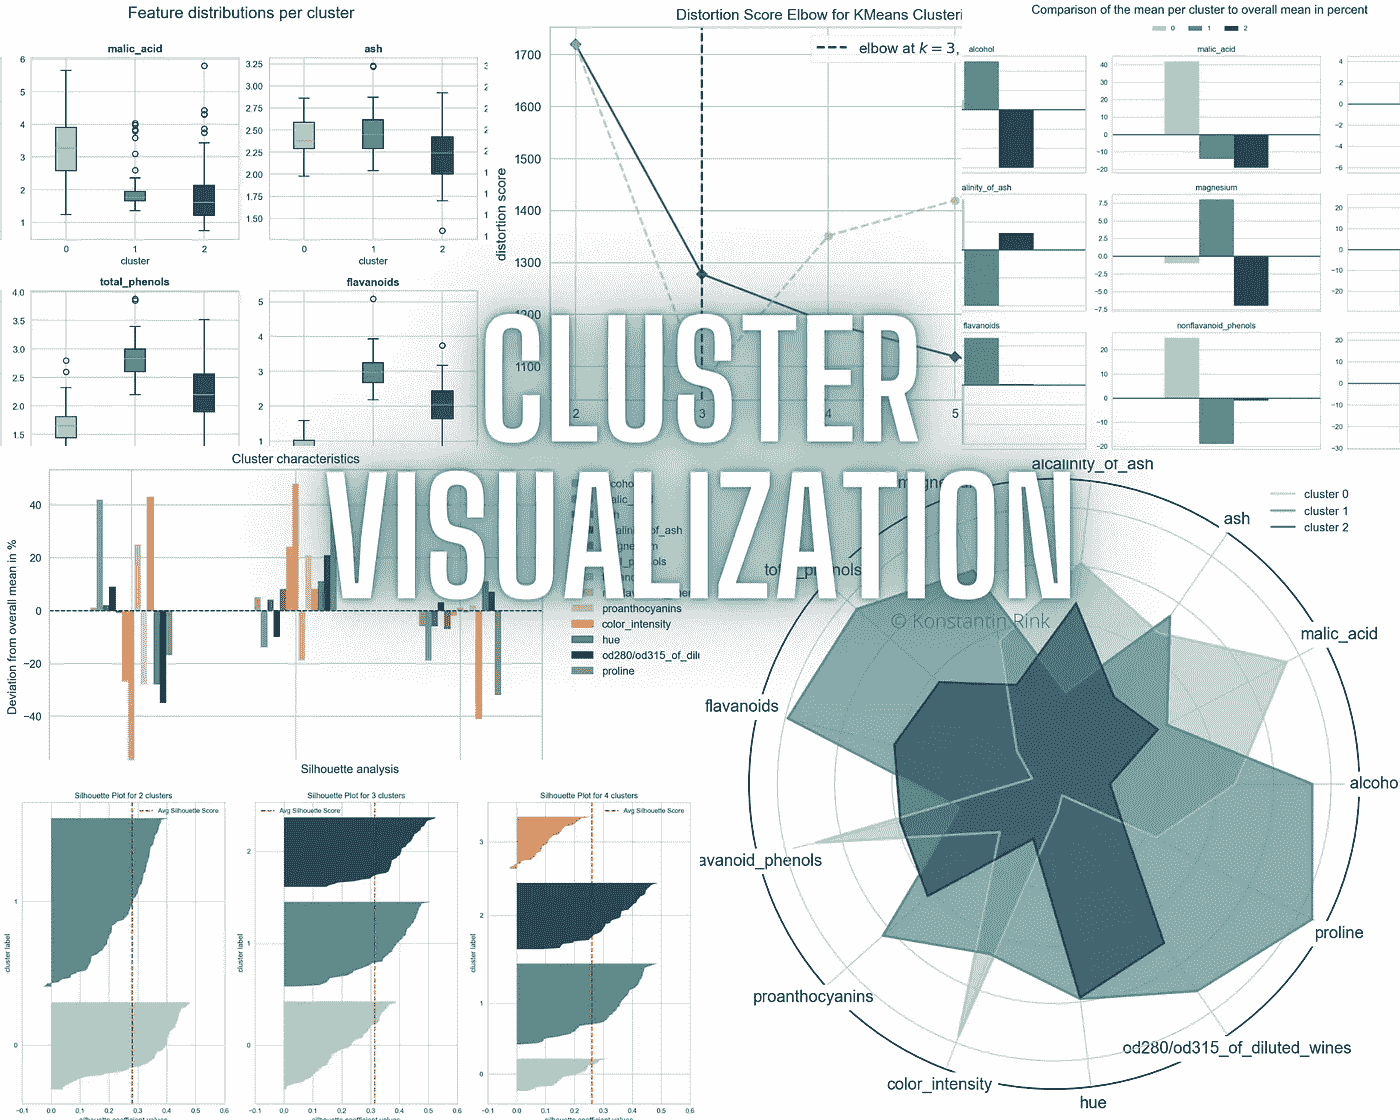 Feature distributions per cluster
malic_acid
6
5
4
3
2
1
0
1
2
cluster
ash
3.25
3.00
2.75
2.50
2.25
2.00
1.75
1.50
0
1
2
cluster
total_phenols
4.0
3.5
3.0
2.5
2.0
1.5
flavanoids
5
4
3
2
1
Distortion Score Elbow for KMeans Clusteri
elbow at k = 3,
distortion score
1700
1600
1500
1400
1300
1200
1100
2
3
4
5
Comparison of the mean per cluster to overall mean in percent
0
1
2
alcohol
malic_acid
40
30
20
10
0
−10
−20
4
2
0
−2
−4
−6
alinity_of_ash
magnesium
7.5
5.0
2.5
0.0
−2.5
−5.0
−7.5
20
10
0
−10
−20
flavanoids
nonflavanoid_phenols
20
10
0
−10
−20
20
10
0
−10
−20
−30
CLUSTER
VISUALIZATION
© Konstantin Rink
Cluster characteristics
Deviation from overall mean in %
40
20
0
−20
−40
proanthocyanins
color_intensity
hue
od280/od315_of_dilu
proline
Silhouette analysis
Silhouette Plot for 2 clusters
Avg Silhouette Score
cluster label
1
0
−0.1
0.0
0.1
0.2
0.3
0.4
0.5
0.6
silhouette coefficient values
Silhouette Plot for 3 clusters
Avg Silhouette Score
cluster label
2
1
0
−0.1
0.0
0.1
0.2
0.3
0.4
0.5
0.6
silhouette coefficient values
Silhouette Plot for 4 clusters
Avg Silhouette Score
cluster label
3
2
1
0
−0.1
0.0
0.1
0.2
0.3
0.4
0.5
0.6
silhouette coefficient values
alcalinity_of_ash
ash
cluster 0
cluster 1
cluster 2
total_phenols
malic_acid
flavanoids
alcoho
avanoid_phenols
proline
proanthocyanins
od280/od315_of_diluted_wines
color_intensity
hue